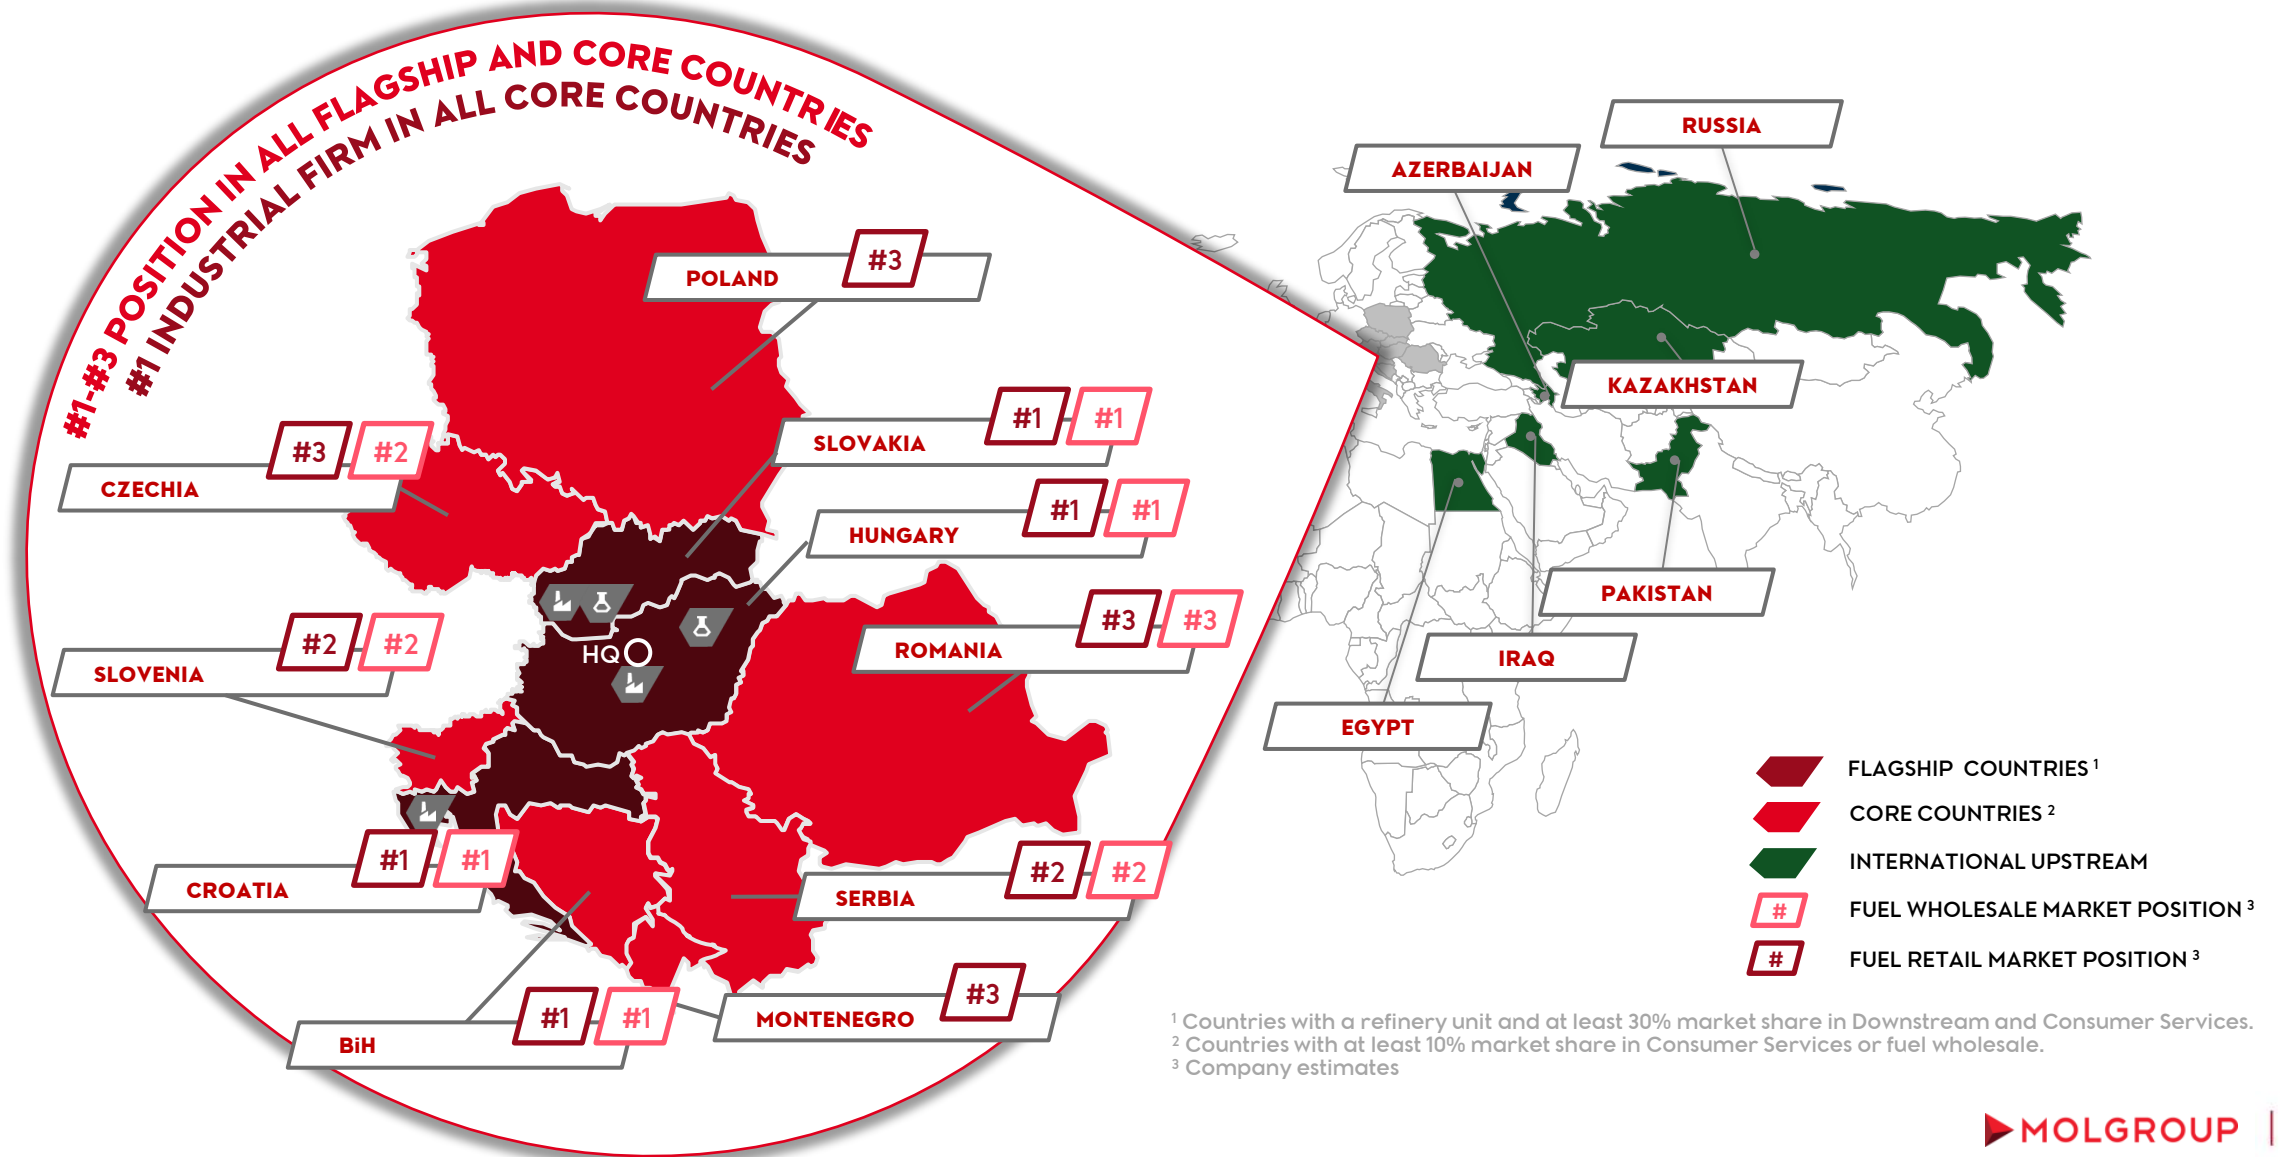 #1-#3 POSITION IN ALL FLAGSHIP AND CORE COUNTRIES
#1 INDUSTRIAL FIRM IN ALL CORE COUNTRIES
POLAND
#3
SLOVAKIA
#1
#1
CZECHIA
#3
#2
HUNGARY
#1
#1
SLOVENIA
#2
#2
HQ
ROMANIA
#3
#3
CROATIA
#1
#1
SERBIA
#2
#2
BiH
#1
#1
MONTENEGRO
#3
RUSSIA
AZERBAIJAN
KAZAKHSTAN
PAKISTAN
IRAQ
EGYPT
FLAGSHIP COUNTRIES 1
CORE COUNTRIES 2
INTERNATIONAL UPSTREAM
# FUEL WHOLESALE MARKET POSITION 3
# FUEL RETAIL MARKET POSITION 3
1 Countries with a refinery unit and at least 30% market share in Downstream and Consumer Services.
2 Countries with at least 10% market share in Consumer Services or fuel wholesale.
3 Company estimates
MOLGROUP